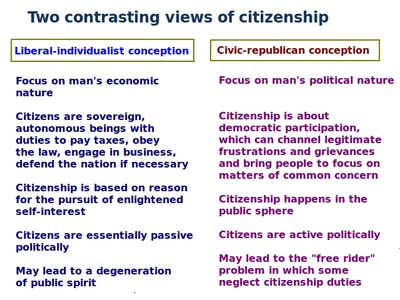 Two contrasting views of citizenship
Liberal-individualist conception
Civic-republican conception
Focus on man's economic
nature
Citizens are sovereign,
autonomous beings with
duties to pay taxes, obey
the law, engage in business,
defend the nation if necessary
Citizenship is based on reason
for the pursuit of enlightened
self-interest
Citizens are essentially passive
politically
May lead to a degeneration
of public spirit
Focus on man's political nature
Citizenship is about
democratic participation,
which can channel legitimate
frustrations and grievances
and bring people to focus on
matters of common concern
Citizenship happens in the
public sphere
Citizens are active politically
May lead to the "free rider"
problem in which some
neglect citizenship duties